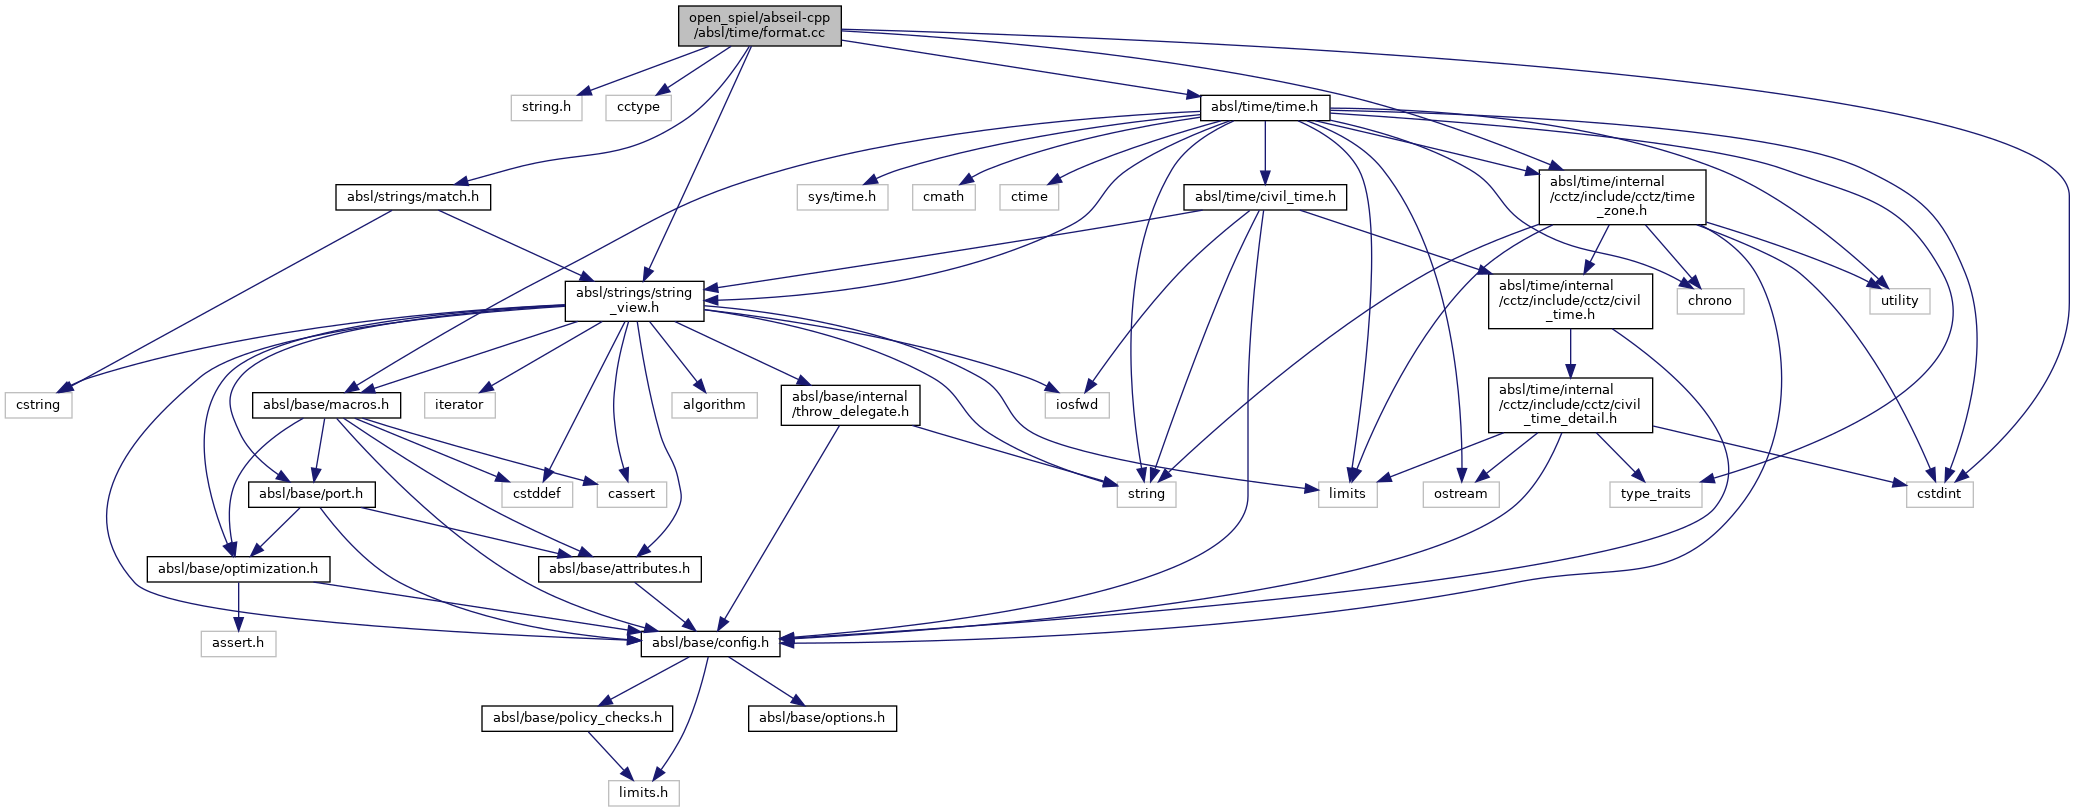 open_spiel/abseil-cpp
/absl/time/format.cc
string.h
cctype
absl/time/time.h
absl/strings/match.h
sys/time.h
cmath
ctime
absl/time/civil_time.h
absl/time/internal
/cctz/include/cctz/time
_zone.h
absl/strings/string
_view.h
absl/time/internal
/cctz/include/cctz/civil
_time.h
chrono
utility
cstring
absl/base/macros.h
iterator
algorithm
absl/base/internal
/throw_delegate.h
iosfwd
absl/time/internal
/cctz/include/cctz/civil
_time_detail.h
absl/base/port.h
cstddef
cassert
string
limits
ostream
type_traits
cstdint
absl/base/optimization.h
absl/base/attributes.h
assert.h
absl/base/config.h
absl/base/policy_checks.h
absl/base/options.h
limits.h